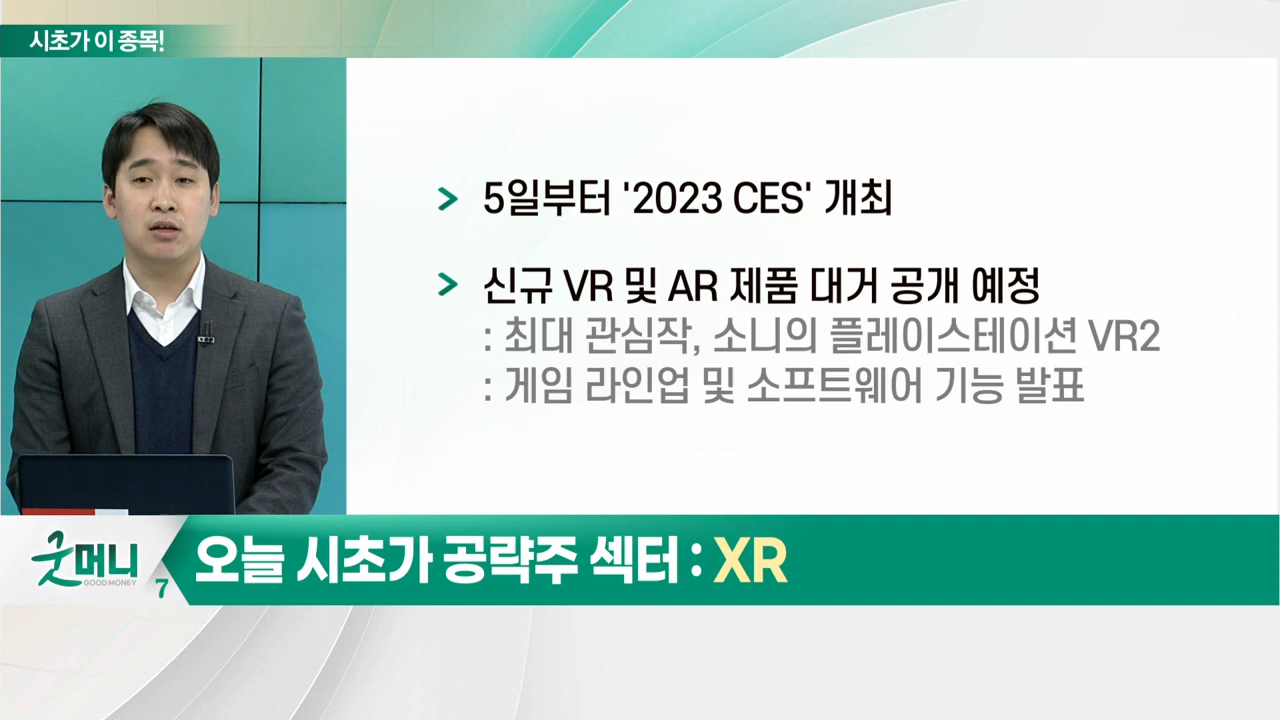 시초가 이 종목!
> 5일부터 '2023 CES' 개최
> 신규 VR 및 AR 제품 대거 공개 예정
: 최대 관심작, 소니의 플레이스테이션 VR2
: 게임 라인업 및 소프트웨어 기능 발표
굿머니
GOOD MONEY
7
오늘 시초가 공략주 섹터 : XR